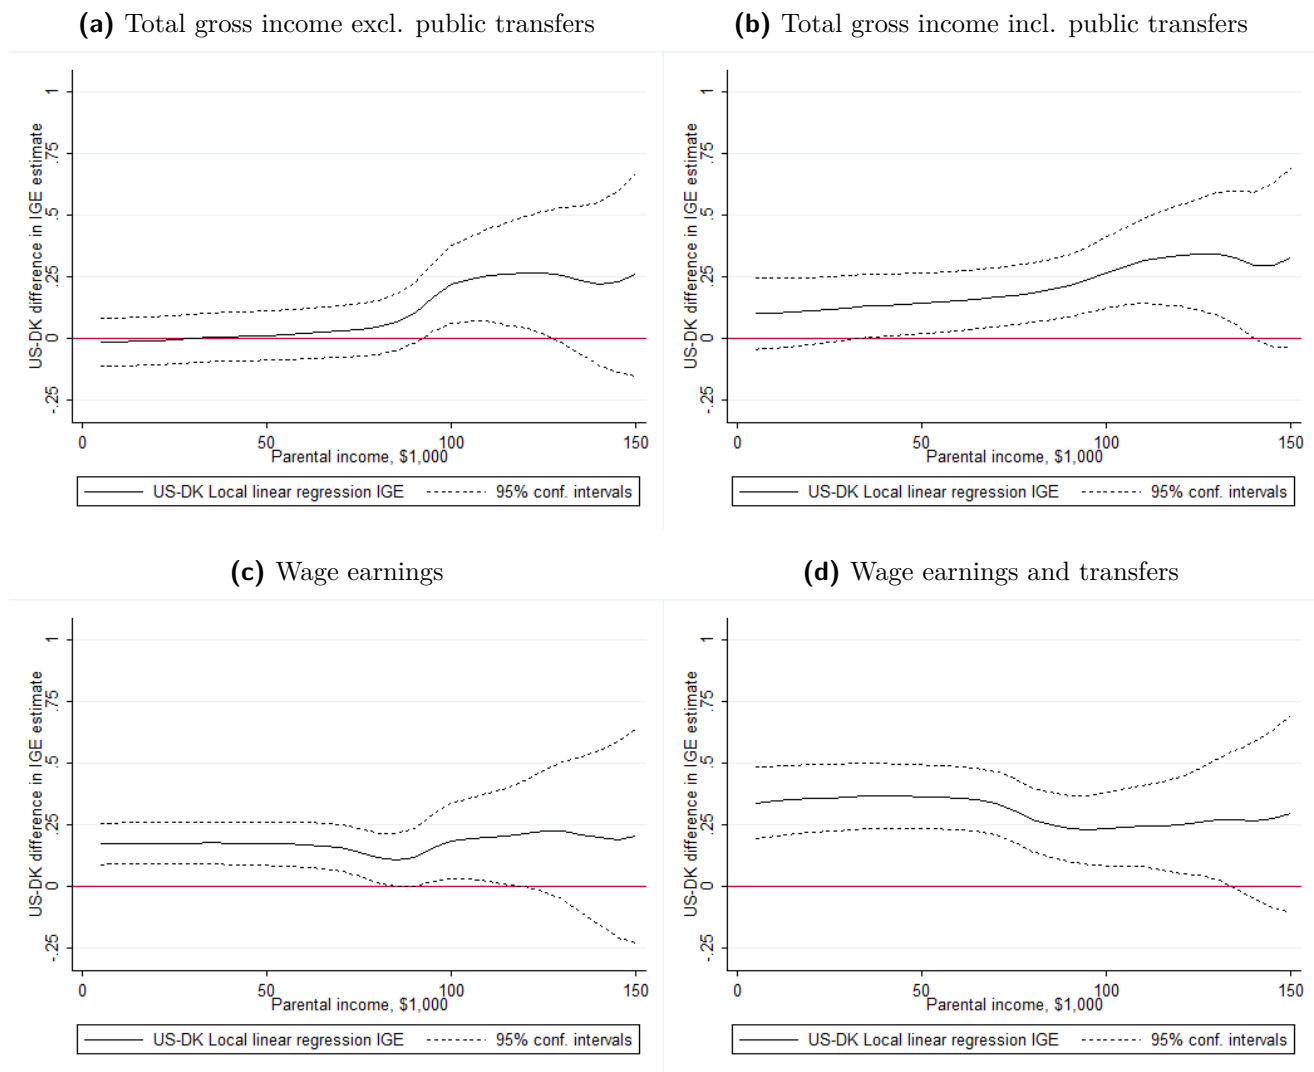 (a) Total gross income excl. public transfers
US-DK difference in IGE estimate
1
.75
.5
.25
0
-.25
0 50 100 150
Parental income, $1,000
US-DK Local linear regression IGE 95% conf. intervals
(b) Total gross income incl. public transfers
US-DK difference in IGE estimate
1
.75
.5
.25
0
-.25
0 50 100 150
Parental income, $1,000
US-DK Local linear regression IGE 95% conf. intervals
(c) Wage earnings
US-DK difference in IGE estimate
1
.75
.5
.25
0
-.25
0 50 100 150
Parental income, $1,000
US-DK Local linear regression IGE 95% conf. intervals
(d) Wage earnings and transfers
US-DK difference in IGE estimate
1
.75
.5
.25
0
-.25
0 50 100 150
Parental income, $1,000
US-DK Local linear regression IGE 95% conf. intervals